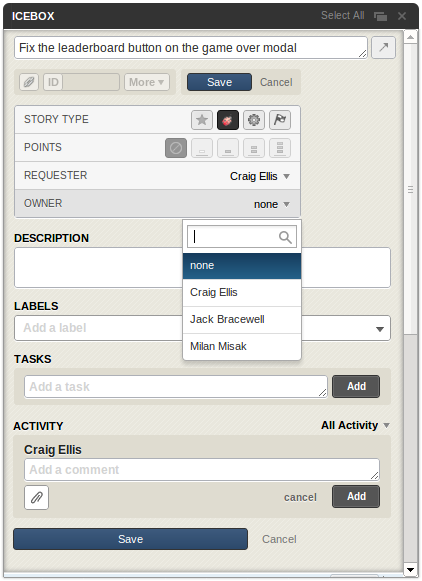 ICEBOX Select All
Fix the leaderboard button on the game over modal
ID More Save Cancel
STORY TYPE
POINTS
REQUESTER Craig Ellis
OWNER none
none
Craig Ellis
Jack Bracewell
Milan Misak
DESCRIPTION
LABELS
Add a label
TASKS
Add a task Add
ACTIVITY All Activity
Craig Ellis
Add a comment
cancel Add
Save Cancel